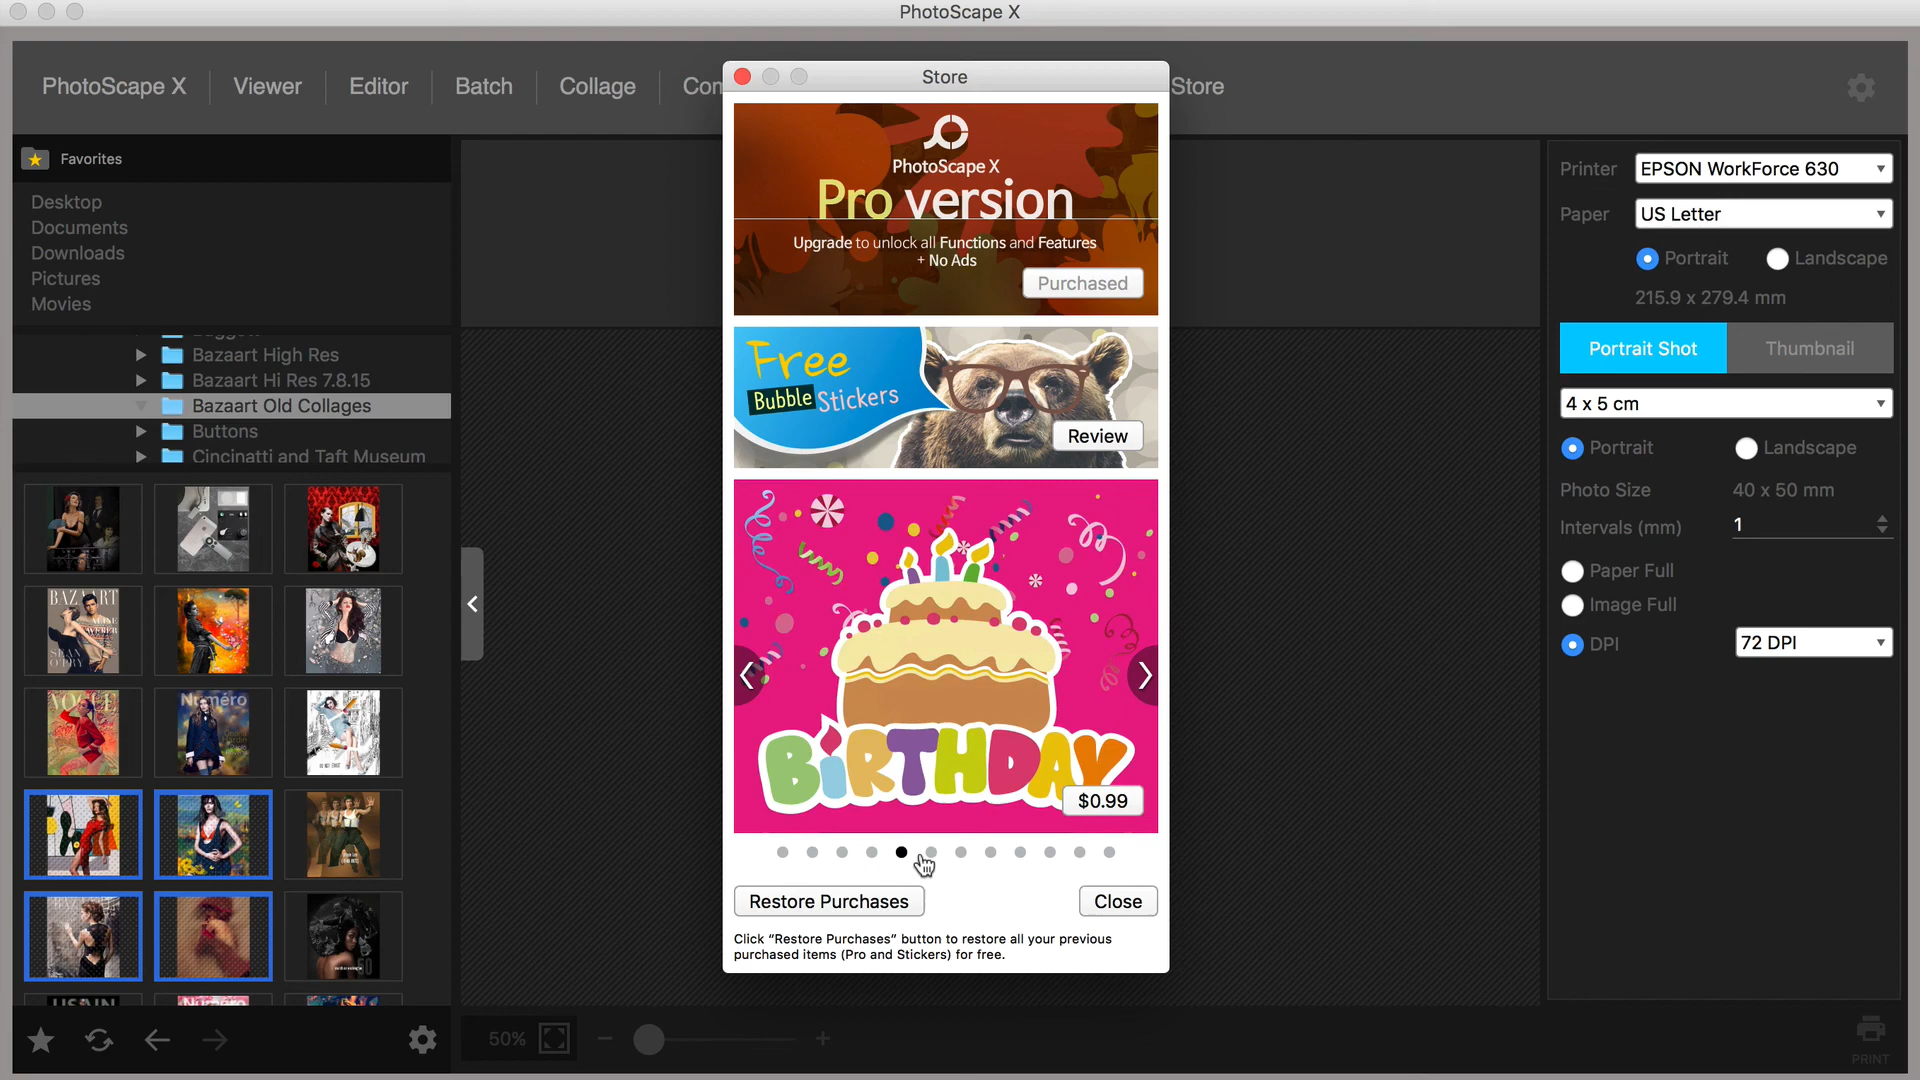 PhotoScape X
PhotoScape X
Viewer
Editor
Batch
Collage
Con
Store
Favorites
Desktop
Documents
Downloads
Pictures
Movies
Bazaart High Res
Bazaart Hi Res 7.8.15
Bazaart Old Collages
Buttons
Cincinatti and Taft Museum
BAZAART
VOGUE
Numéro
50%
Store
PhotoScape X
Pro version
Upgrade to unlock all Functions and Features
+ No Ads
Purchased
Free
Bubble Stickers
Review
BiRTHDAY
$0.99
Restore Purchases
Close
Click “Restore Purchases” button to restore all your previous
purchased items (Pro and Stickers) for free.
Printer
EPSON WorkForce 630
Paper
US Letter
Portrait
Landscape
215.9 x 279.4 mm
Portrait Shot
Thumbnail
4 x 5 cm
Portrait
Landscape
Photo Size
40 x 50 mm
Intervals (mm)
1
Paper Full
Image Full
DPI
72 DPI
PRINT